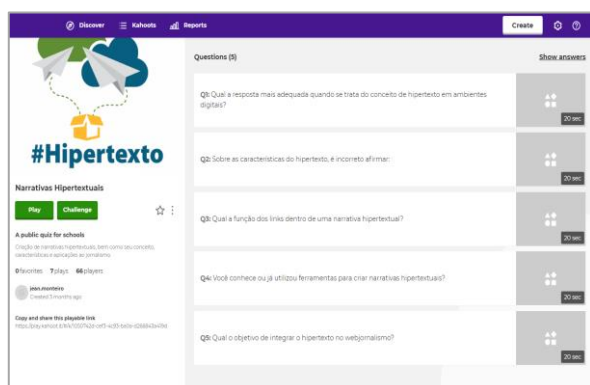 Discover
Kahoots
Reports
Create
#Hipertexto
Narrativas Hipertextuais
Play
Challenge
A public quiz for schools
Criação de narrativas hipertextuais, bem como seu conceito,
características e aplicações ao jornalismo.
0 favorites 7 plays 66 players
jean.monteiro
Created 5 months ago
Copy and share this playable link
Questions (5)
Show answers
Q1: Qual a resposta mais adequada quando se trata do conceito de hipertexto em ambientes
digitais?
20 sec
Q2: Sobre as características do hipertexto, é incorreto afirmar:
20 sec
Q3: Qual a função dos links dentro de uma narrativa hipertextual?
20 sec
Q4: Você conhece ou já utilizou ferramentas para criar narrativas hipertextuais?
20 sec
Q5: Qual o objetivo de integrar o hipertexto no webjornalismo?
20 sec